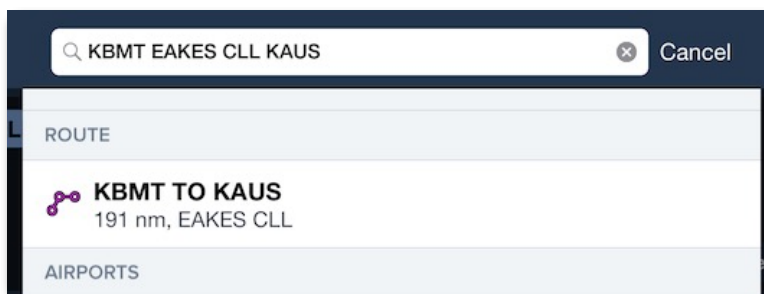 KBMT EAKES CLL KAUS
Cancel
L
ROUTE
KBMT TO KAUS
191 nm, EAKES CLL
AIRPORTS